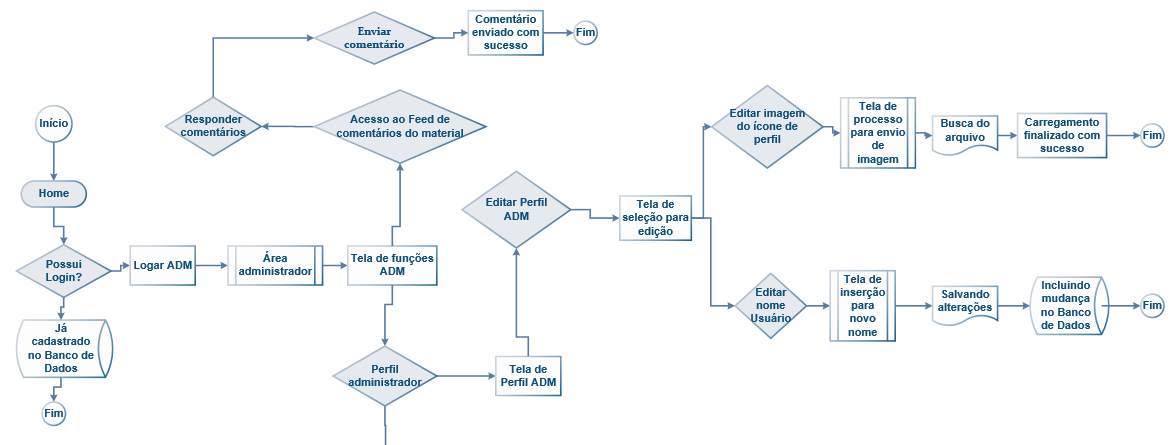 Enviar
comentário
Comentário
enviado com
sucesso
Fim
Início
Responder
comentários
Acesso ao Feed de
comentários do material
Editar imagem
do ícone de
perfil
Tela de
processo
para envio
de
imagem
Busca do
arquivo
Carregamento
finalizado com
sucesso
Fim
Home
Editar Perfil
ADM
Tela de
seleção para
edição
Possui
Login?
Logar ADM
Área
administrador
Tela de funções
ADM
Editar
nome
Usuário
Tela de
inserção
para
novo
nome
Salvando
alterações
Incluindo
mudança
no Banco
de Dados
Fim
Já
cadastrado
no Banco de
Dados
Perfil
administrador
Tela de
Perfil ADM
Fim